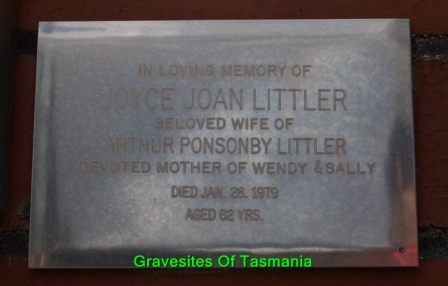 IN LOVING MEMORY OF
JOYCE JOAN LITTLER
BELOVED WIFE OF
ARTHUR PONSONBY LITTLER
DEVOTED MOTHER OF WENDY & SALLY
DIED JAN. 28. 1979
AGED 62 YRS.
Gravesites Of Tasmania